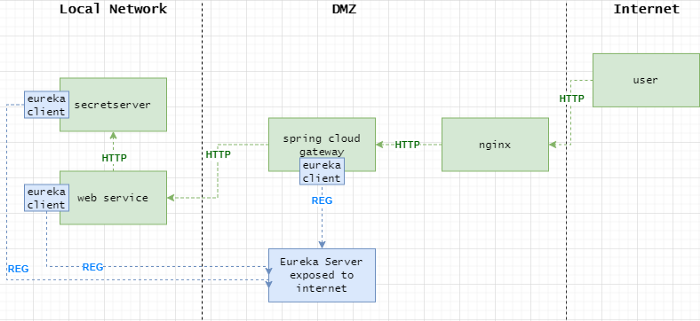 Local Network
DMZ
Internet
eureka
client
secretserver
user
HTTP
spring cloud
gateway
HTTP
nginx
HTTP
HTTP
eureka
client
eureka
client
web service
REG
REG
REG
Eureka Server
exposed to
internet
HTTP